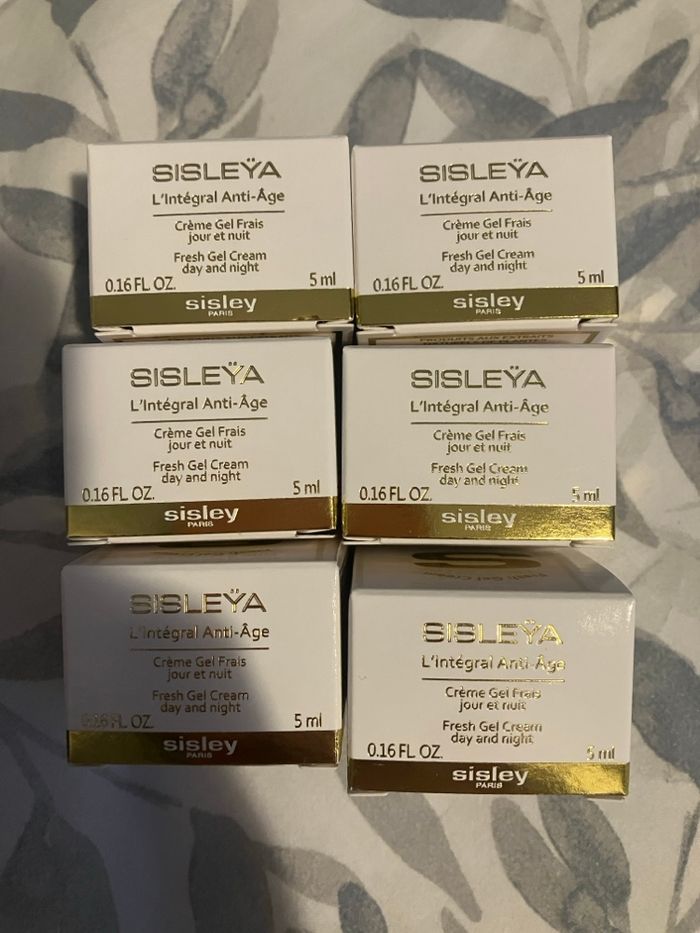 SISLEŸA
L'Intégral Anti-Âge
Crème Gel Frais
jour et nuit
Fresh Gel Cream
day and night
0.16 FL. OZ. 5 ml
sisley
PARIS
SISLEŸA
L'Intégral Anti-Âge
Crème Gel Frais
jour et nuit
Fresh Gel Cream
day and night
0.16 FL. OZ. 5 ml
sisley
PARIS
PRODUITS AUX EXTRAITS
SISLEŸA
L'Intégral Anti-Âge
Crème Gel Frais
jour et nuit
Fresh Gel Cream
day and night
0.16 FL. OZ. 5 ml
sisley
PARIS
SISLEŸA
L'Intégral Anti-Âge
Crème Gel Frais
jour et nuit
Fresh Gel Cream
day and night
0.16 FL. OZ. 5 ml
sisley
PARIS
SISLEŸA
L'Intégral Anti-Âge
Crème Gel Frais
jour et nuit
Fresh Gel Cream
day and night
0.16 FL. OZ. 5 ml
sisley
PARIS
Fresh Gel Cream
SISLEŸA
L'Intégral Anti-Âge
Crème Gel Frais
jour et nuit
Fresh Gel Cream
day and night
0.16 FL. OZ. 5 ml
sisley
PARIS